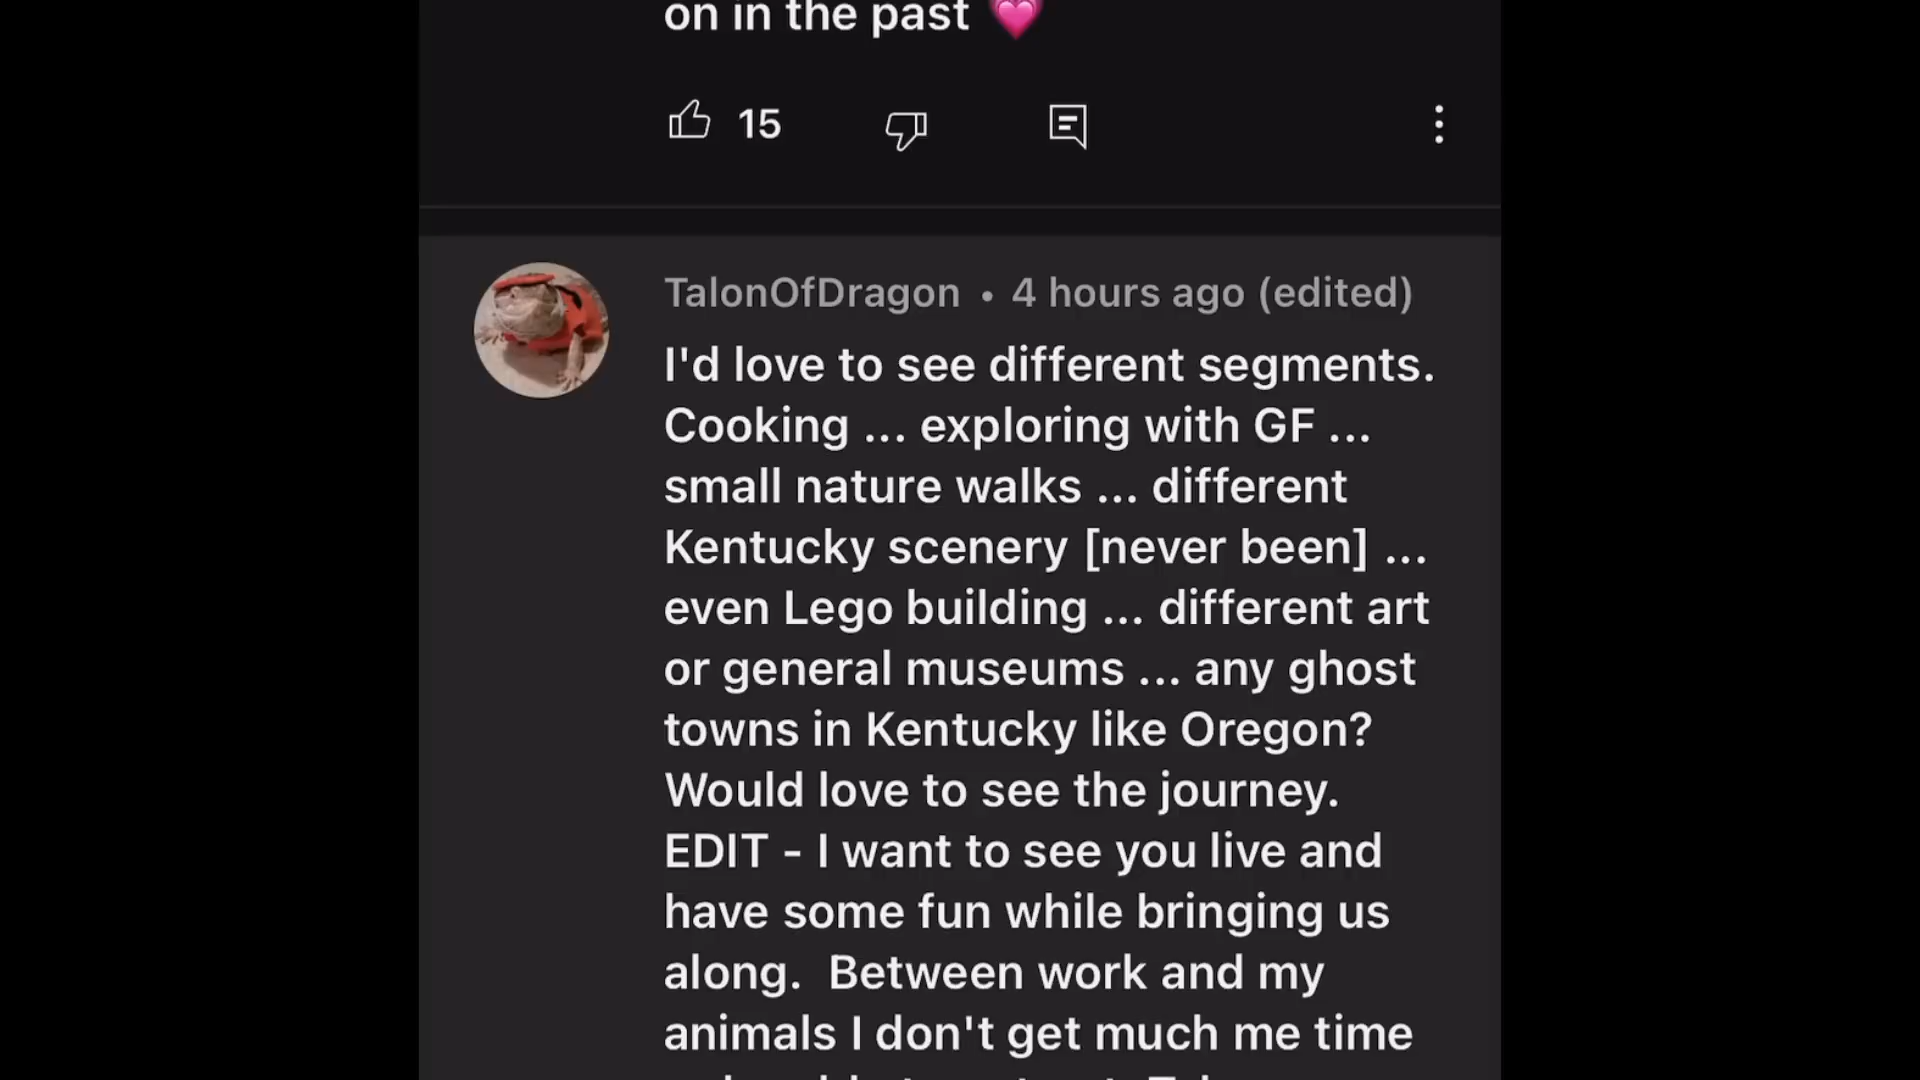 on in the past
15
TalonOfDragon • 4 hours ago (edited)
I'd love to see different segments.
Cooking ... exploring with GF ...
small nature walks ... different
Kentucky scenery [never been] ...
even Lego building ... different art
or general museums ... any ghost
towns in Kentucky like Oregon?
Would love to see the journey.
EDIT - I want to see you live and
have some fun while bringing us
along.  Between work and my
animals I don't get much me time